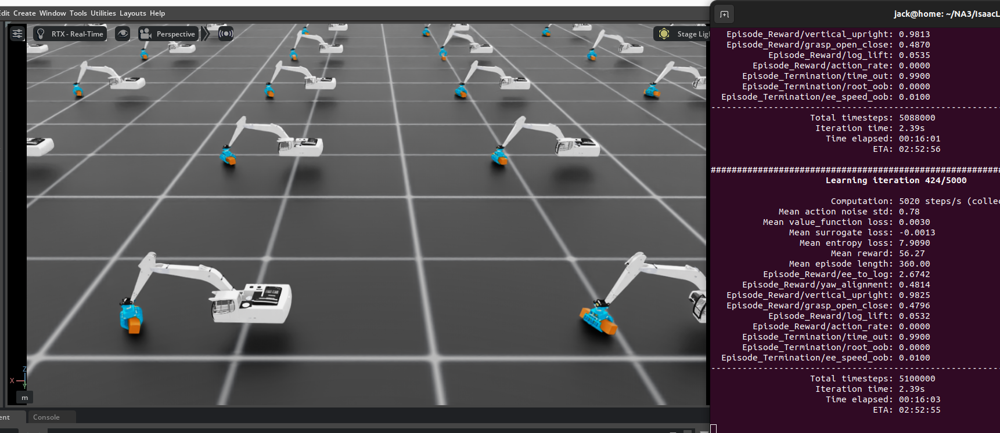 Edit Create Window Tools Utilities Layouts Help
RTX - Real-Time
Perspective
Stage Ligh
Z
X
Y
m
ent
Console
jack@home: ~/NA3/IsaacL
Episode_Reward/vertical_upright: 0.9813
Episode_Reward/grasp_open_close: 0.4870
Episode_Reward/log_lift: 0.0535
Episode_Reward/action_rate: 0.0000
Episode_Termination/time_out: 0.9900
Episode_Termination/root_oob: 0.0000
Episode_Termination/ee_speed_oob: 0.0100
--------------------------------------------------------
Total timesteps: 5088000
Iteration time: 2.39s
Time elapsed: 00:16:01
ETA: 02:52:56
########################################################
Learning iteration 424/5000
Computation: 5020 steps/s (collec
Mean action noise std: 0.78
Mean value_function loss: 0.0030
Mean surrogate loss: -0.0013
Mean entropy loss: 7.9090
Mean reward: 56.27
Mean episode length: 360.00
Episode_Reward/ee_to_log: 2.6742
Episode_Reward/yaw_alignment: 0.4814
Episode_Reward/vertical_upright: 0.9825
Episode_Reward/grasp_open_close: 0.4796
Episode_Reward/log_lift: 0.0532
Episode_Reward/action_rate: 0.0000
Episode_Termination/time_out: 0.9900
Episode_Termination/root_oob: 0.0000
Episode_Termination/ee_speed_oob: 0.0100
--------------------------------------------------------
Total timesteps: 5100000
Iteration time: 2.39s
Time elapsed: 00:16:03
ETA: 02:52:55